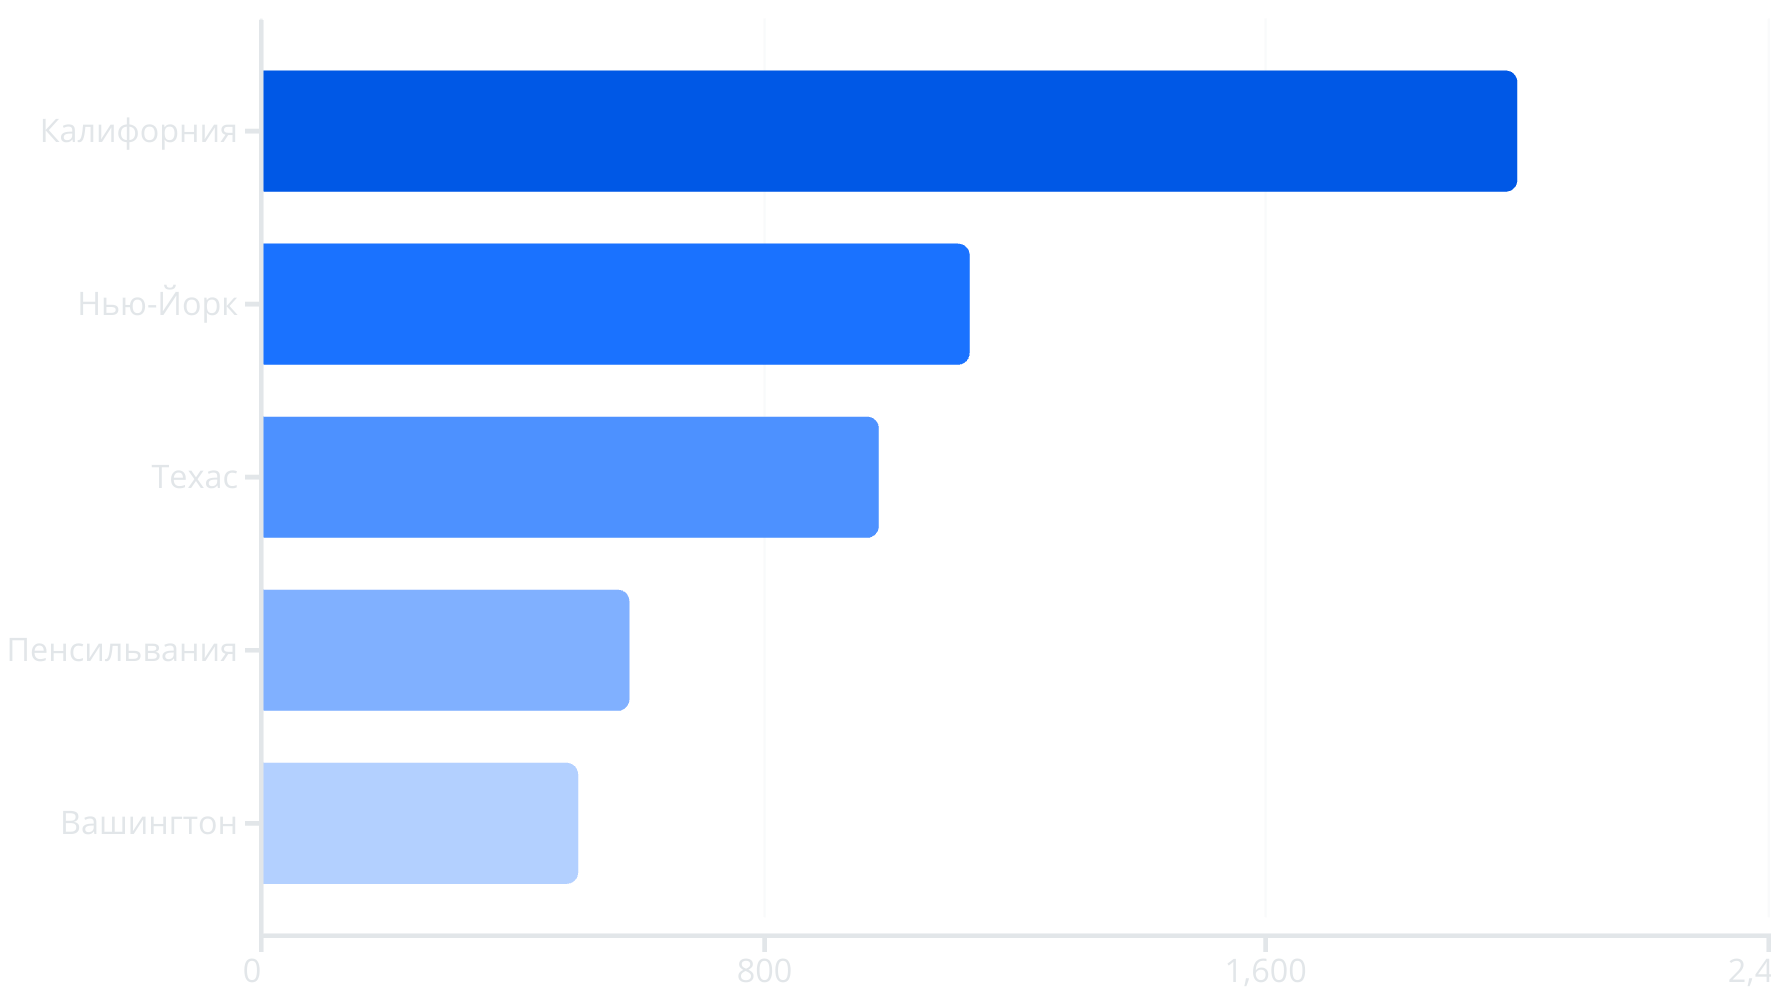 Калифорния
Нью-Йорк
Техас
Пенсильвания
Вашингтон
0 800 1,600 2,4